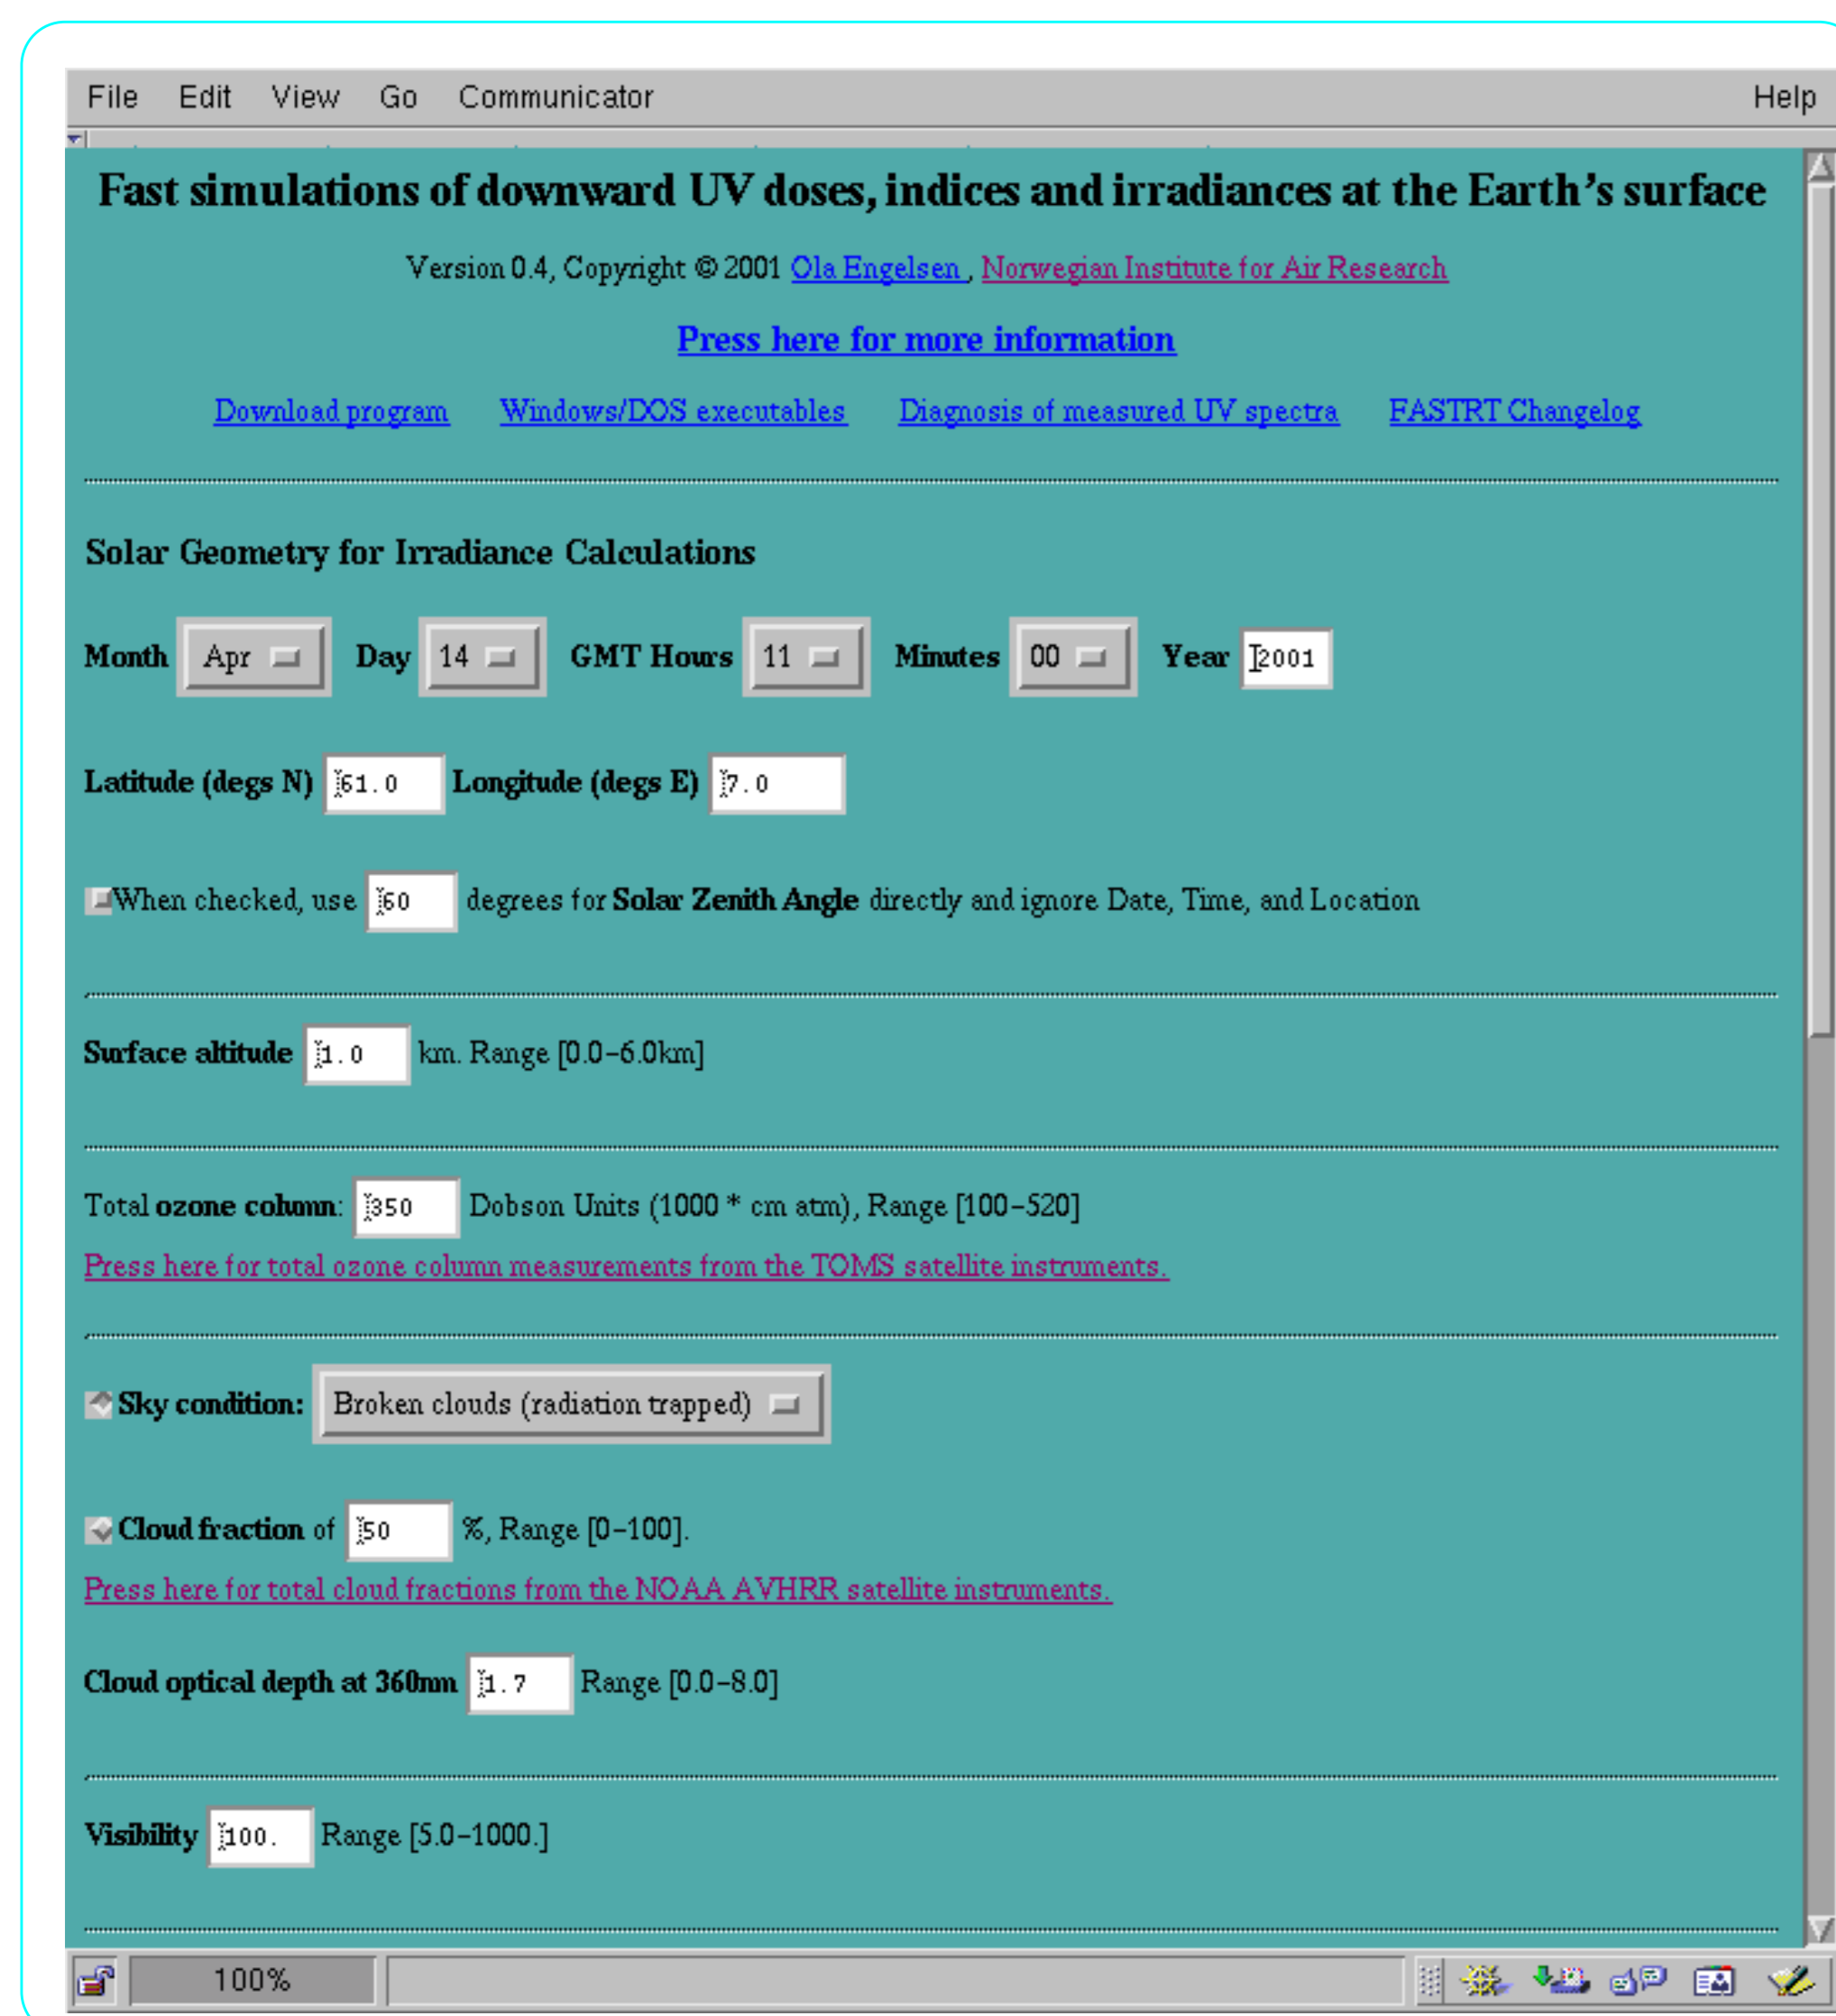 File Edit View Go Communicator Help
Fast simulations of downward UV doses, indices and irradiances at the Earth's surface
Version 0.4, Copyright © 2001 Ola Engelsen , Norwegian Institute for Air Research
Press here for more information
Download program Windows/DOS executables Diagnosis of measured UV spectra FASTRT Changelog
Solar Geometry for Irradiance Calculations
Month Apr Day 14 GMT Hours 11 Minutes 00 Year 2001
Latitude (degs N) 61.0 Longitude (degs E) 7.0
When checked, use 60 degrees for Solar Zenith Angle directly and ignore Date, Time, and Location
Surface altitude 1.0 km. Range [0.0-6.0km]
Total ozone column: 350 Dobson Units (1000 * cm atm), Range [100-520]
Press here for total ozone column measurements from the TOMS satellite instruments.
Sky condition: Broken clouds (radiation trapped)
Cloud fraction of 50 %, Range [0-100].
Press here for total cloud fractions from the NOAA AVHRR satellite instruments.
Cloud optical depth at 360nm 1.7 Range [0.0-8.0]
Visibility 100. Range [5.0-1000.]
100%